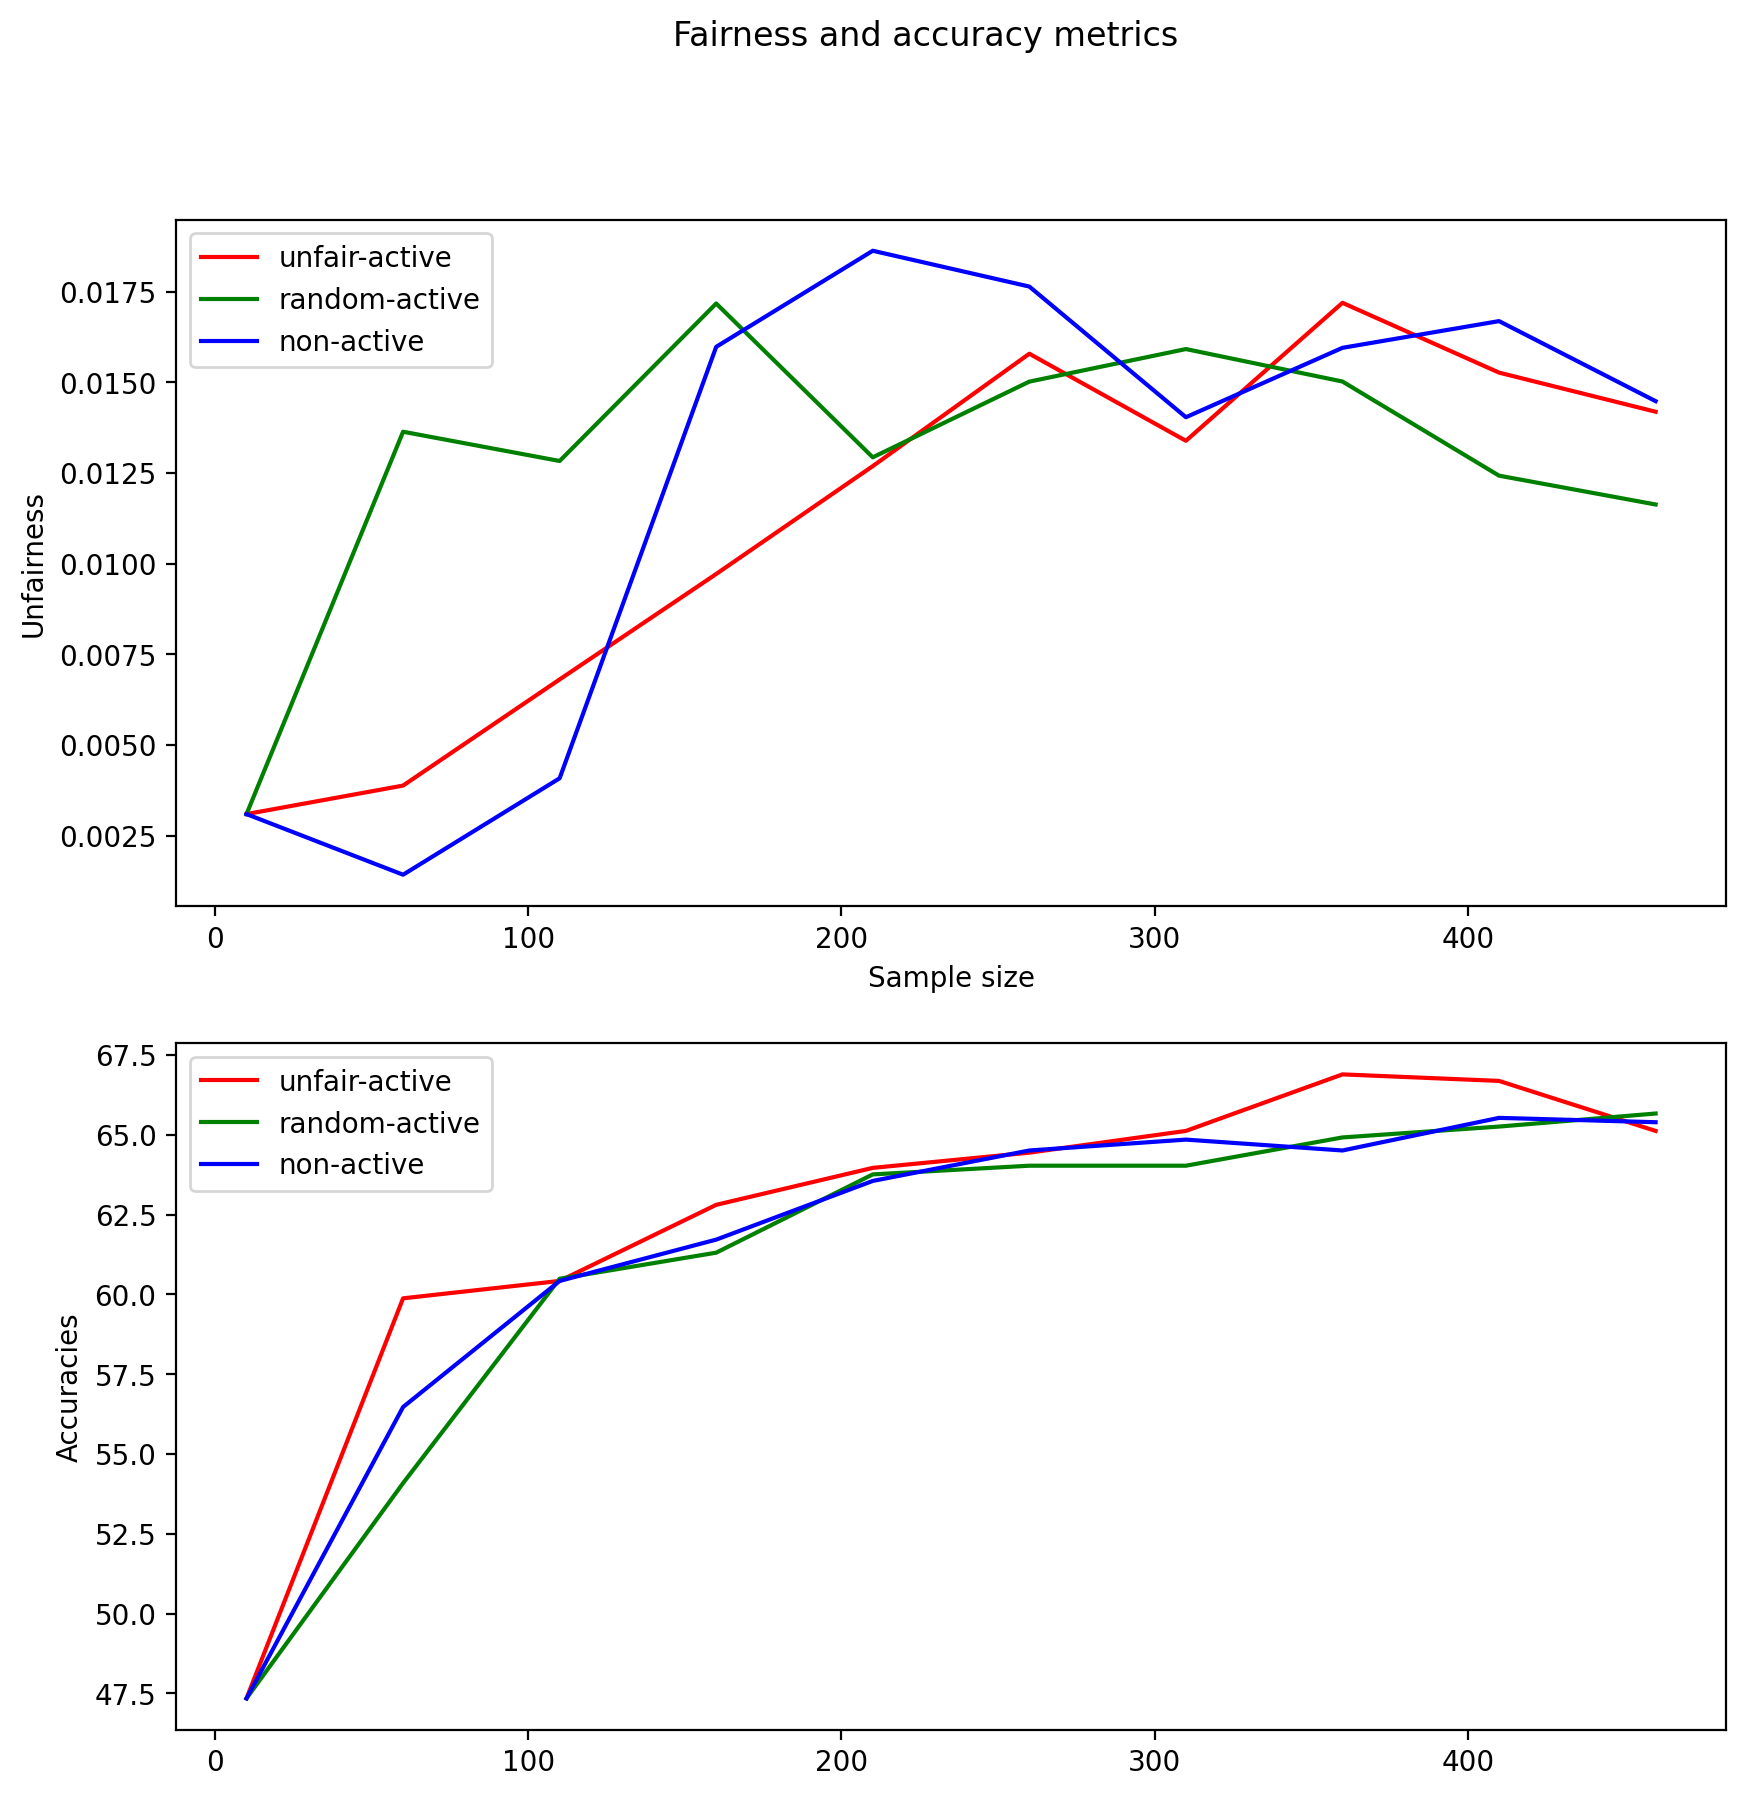 Fairness and accuracy metrics
unfair-active
random-active
non-active
0.0175
0.0150
0.0125
0.0100
0.0075
0.0050
0.0025
Unfairness
0 100 200 300 400
Sample size
unfair-active
random-active
non-active
67.5
65.0
62.5
60.0
57.5
55.0
52.5
50.0
47.5
Accuracies
0 100 200 300 400